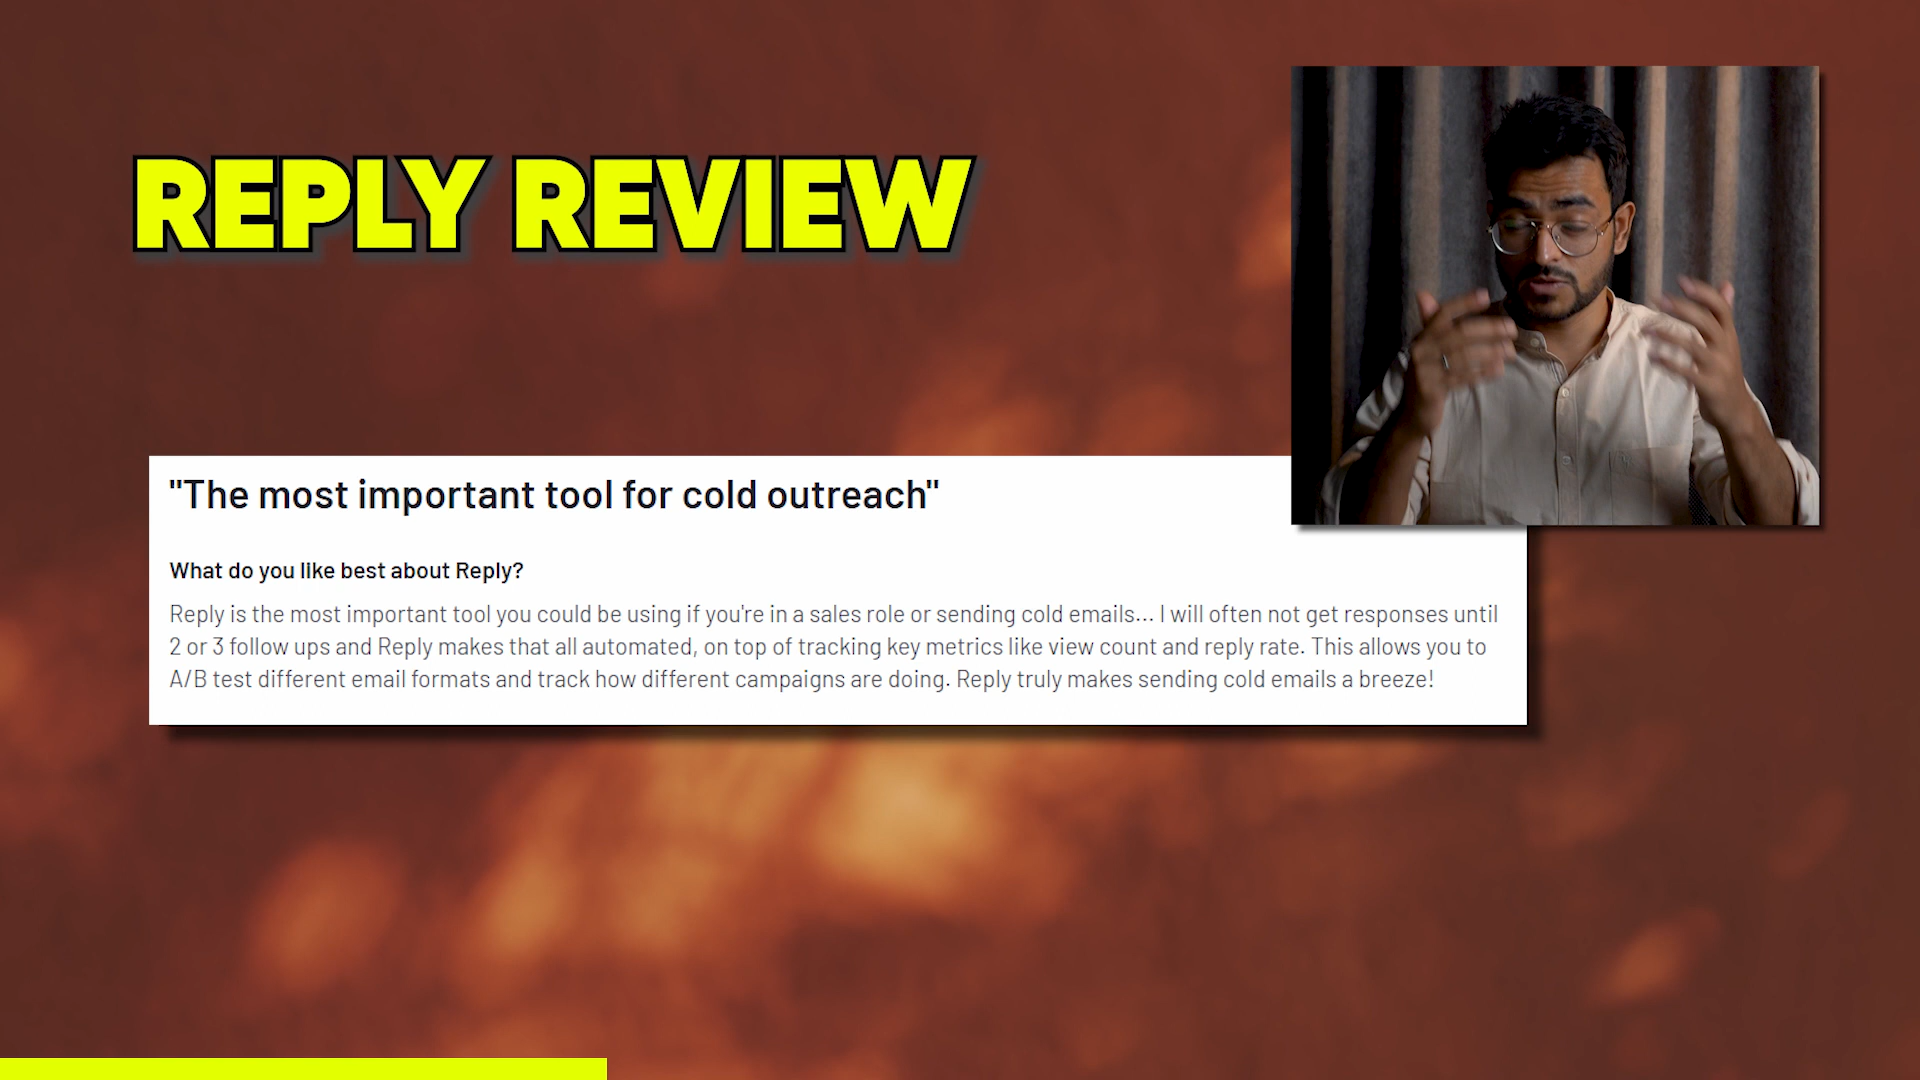 REPLY REVIEW
"The most important tool for cold outreach"
What do you like best about Reply?
Reply is the most important tool you could be using if you're in a sales role or sending cold emails... I will often not get responses until
2 or 3 follow ups and Reply makes that all automated, on top of tracking key metrics like view count and reply rate. This allows you to
A/B test different email formats and track how different campaigns are doing. Reply truly makes sending cold emails a breeze!